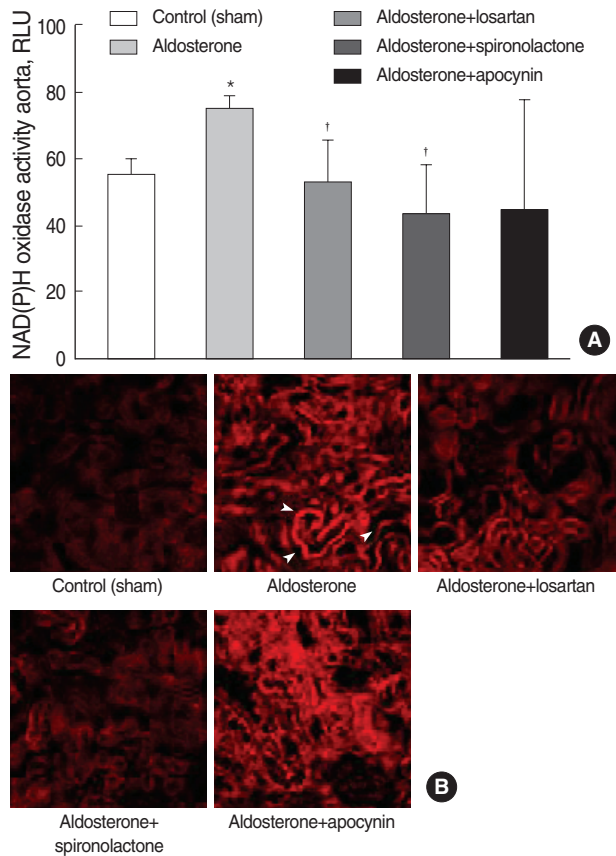 NAD(P)H oxidase activity aorta, RLU
100
80
60
40
20
0
Control (sham)
Aldosterone
Aldosterone+losartan
Aldosterone+spironolactone
Aldosterone+apocynin
*
†
†
A
Control (sham)
Aldosterone
Aldosterone+losartan
Aldosterone+
spironolactone
Aldosterone+apocynin
B